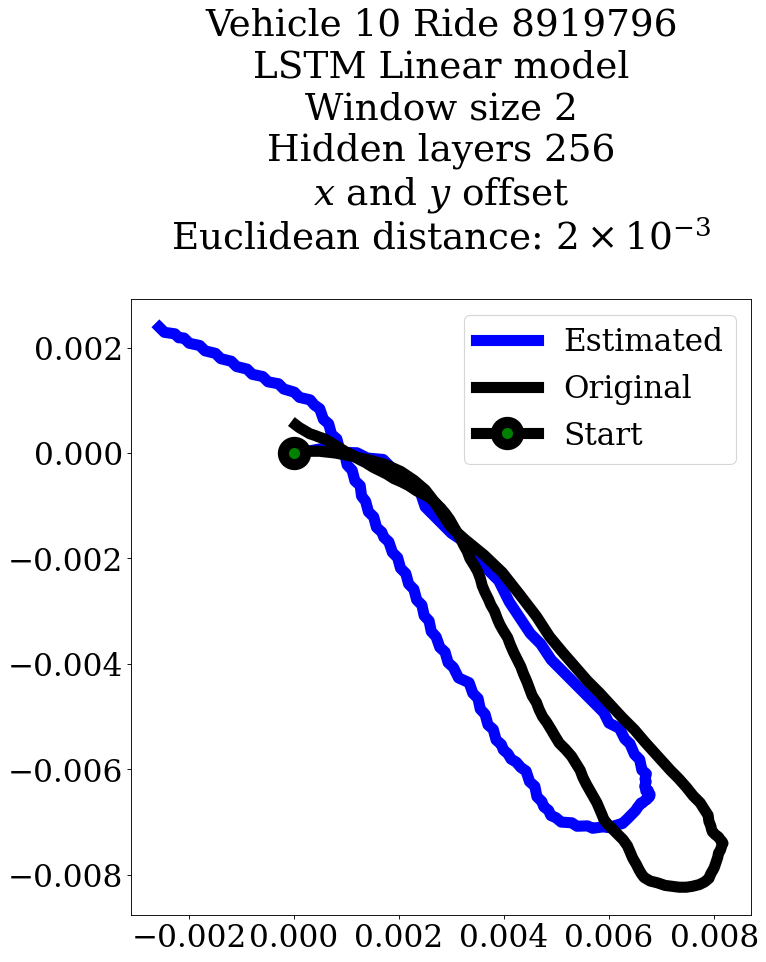 Vehicle 10 Ride 8919796
LSTM Linear model
Window size 2
Hidden layers 256
x and y offset
Euclidean distance: 2 × 10⁻³
Estimated
Original
Start
0.002
0.000
−0.002
−0.004
−0.006
−0.008
−0.002 0.000 0.002 0.004 0.006 0.008